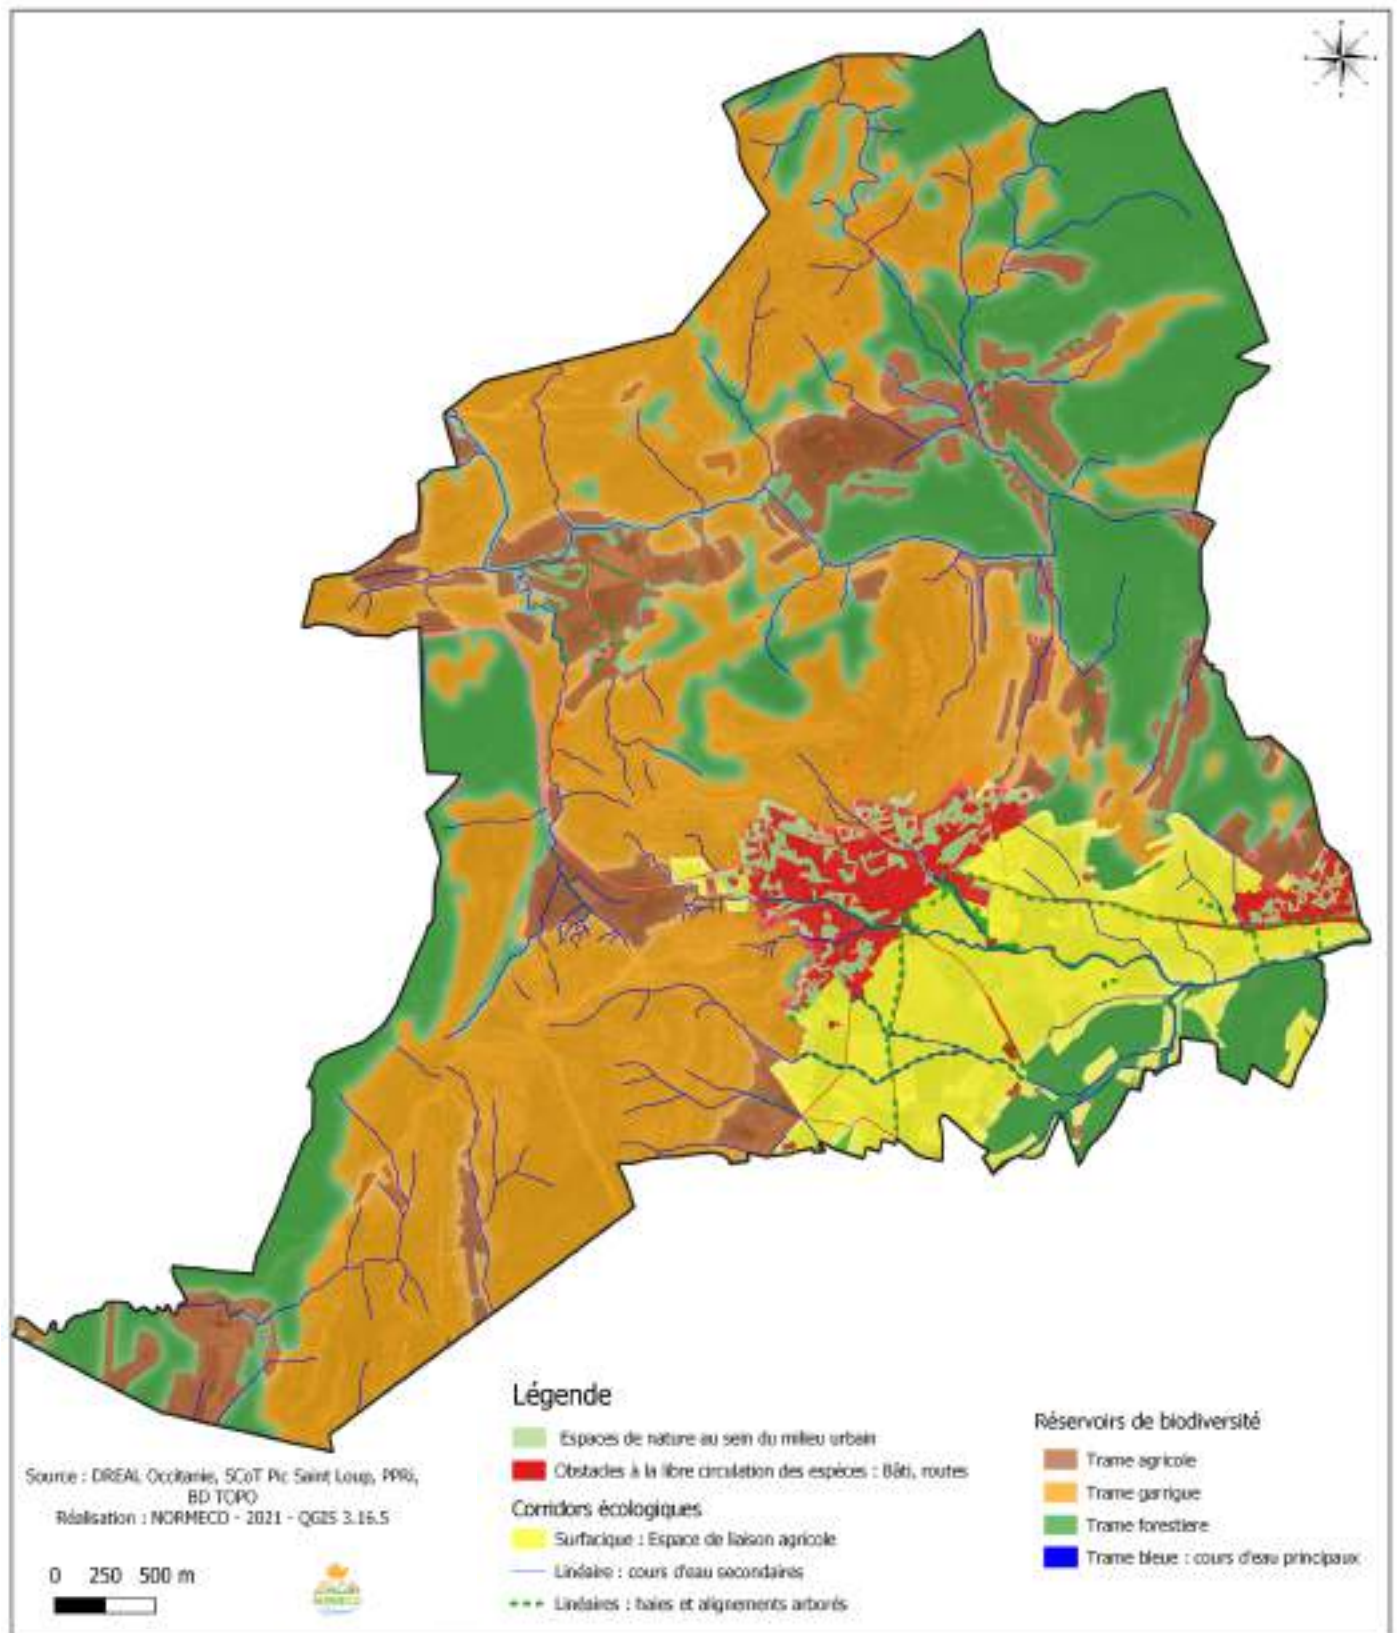 Légende
Espaces de nature au sein du milieu urbain
Obstacles à la libre circulation des espèces : Bâti, routes
Corridors écologiques
Surfacique : Espace de liaison agricole
Linéaire : cours d'eau secondaires
Linéaires : haies et alignements arborés
Réservoirs de biodiversité
Trame agricole
Trame garrigue
Trame forestiere
Trame bleue : cours d'eau principaux
Source : DREAL Occitanie, SCoT Pic Saint Loup, PPRi,
BD TOPO
Réalisation : NORMECO - 2021 - QGIS 3.16.5
0 250 500 m
NORMECO